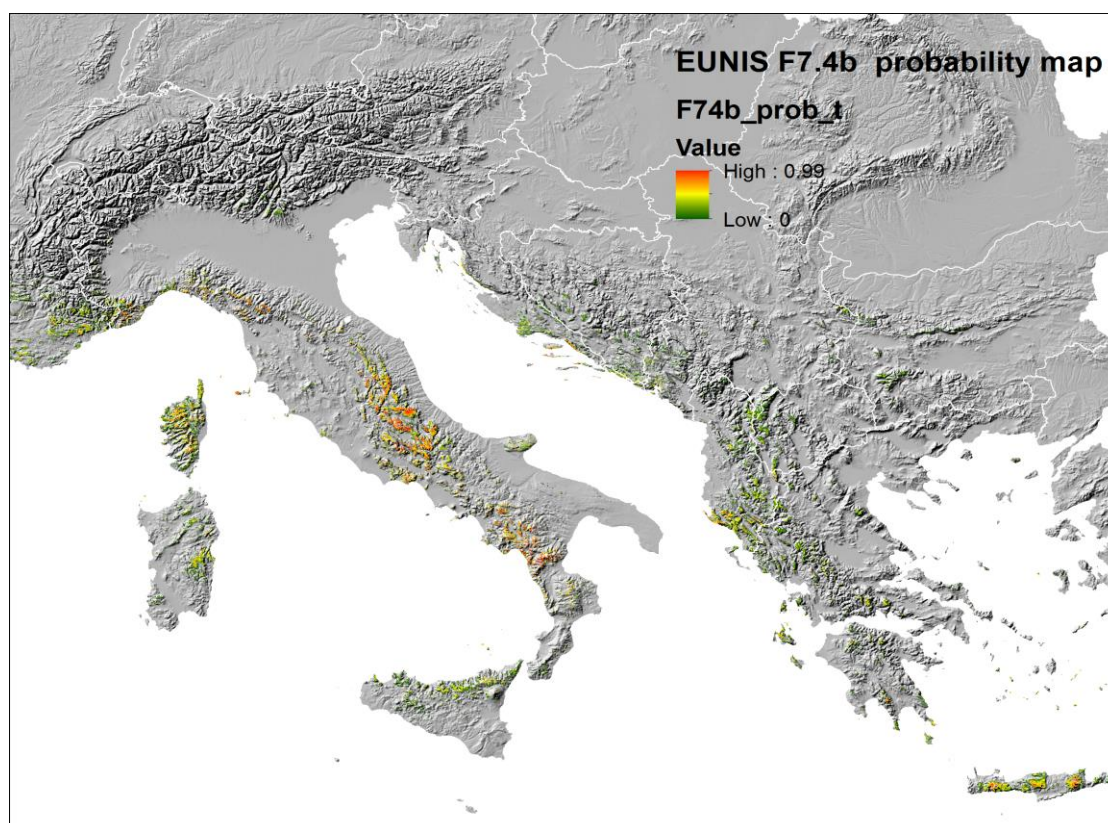 EUNIS F7.4b probability map
F74b_prob_t
Value
High : 0.99
Low : 0